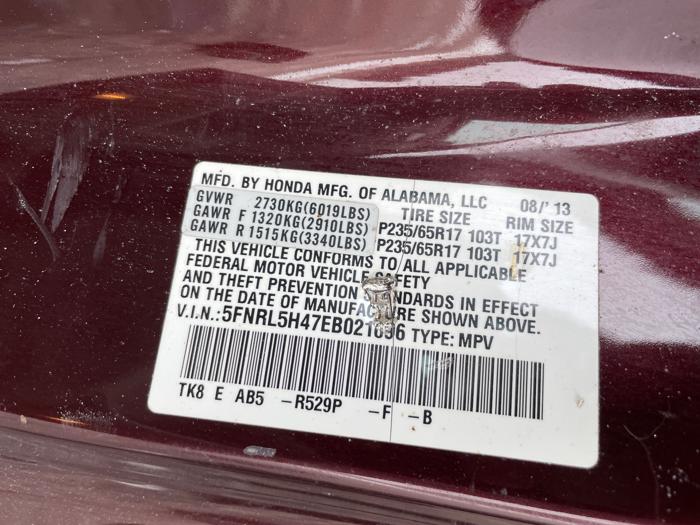 MFD. BY HONDA MFG. OF ALABAMA, LLC 08/'13
GVWR 2730KG(6019LBS) TIRE SIZE RIM SIZE
GAWR F 1320KG(2910LBS) P235/65R17 103T 17X7J
GAWR R 1515KG(3340LBS) P235/65R17 103T 17X7J
THIS VEHICLE CONFORMS TO ALL APPLICABLE
FEDERAL MOTOR VEHICLE SAFETY
AND THEFT PREVENTION STANDARDS IN EFFECT
ON THE DATE OF MANUFACTURE SHOWN ABOVE.
V.I.N.:5FNRL5H47EB021096 TYPE: MPV
TK8 E AB5 -R529P -F -B